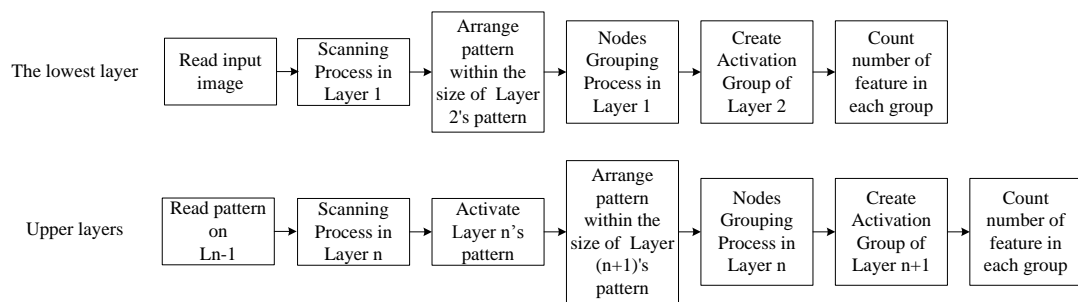 The lowest layer
Read input
image
Scanning
Process in
Layer 1
Arrange
pattern
within the
size of  Layer
2's pattern
Nodes
Grouping
Process in
Layer 1
Create
Activation
Group of
Layer 2
Count
number of
feature in
each group
Upper layers
Read pattern
on
Ln-1
Scanning
Process in
Layer n
Activate
Layer n’s
pattern
Arrange
pattern
within the
size of  Layer
(n+1)'s
pattern
Nodes
Grouping
Process in
Layer n
Create
Activation
Group of
Layer n+1
Count
number of
feature in
each group